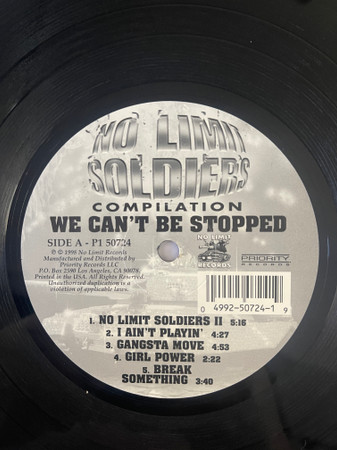 NO LIMIT
SOLDIERS
COMPILATION
WE CAN'T BE STOPPED
SIDE A - P1 50724
℗ © 1998 No Limit Records
Manufactured and Distributed by
Priority Records LLC
P.O. Box 2590 Los Angeles, CA 90078.
Printed in U.S.A. All Rights Reserved.
Unauthorized duplication is a
violation of applicable laws.
NO LIMIT
RECORDS
PRIORITY
RECORDS
0 4992-50724-1 9
1. NO LIMIT SOLDIERS II 5:16
2. I AIN'T PLAYIN' 4:27
3. GANGSTA MOVE 4:53
4. GIRL POWER 2:22
5. BREAK
SOMETHING 3:40